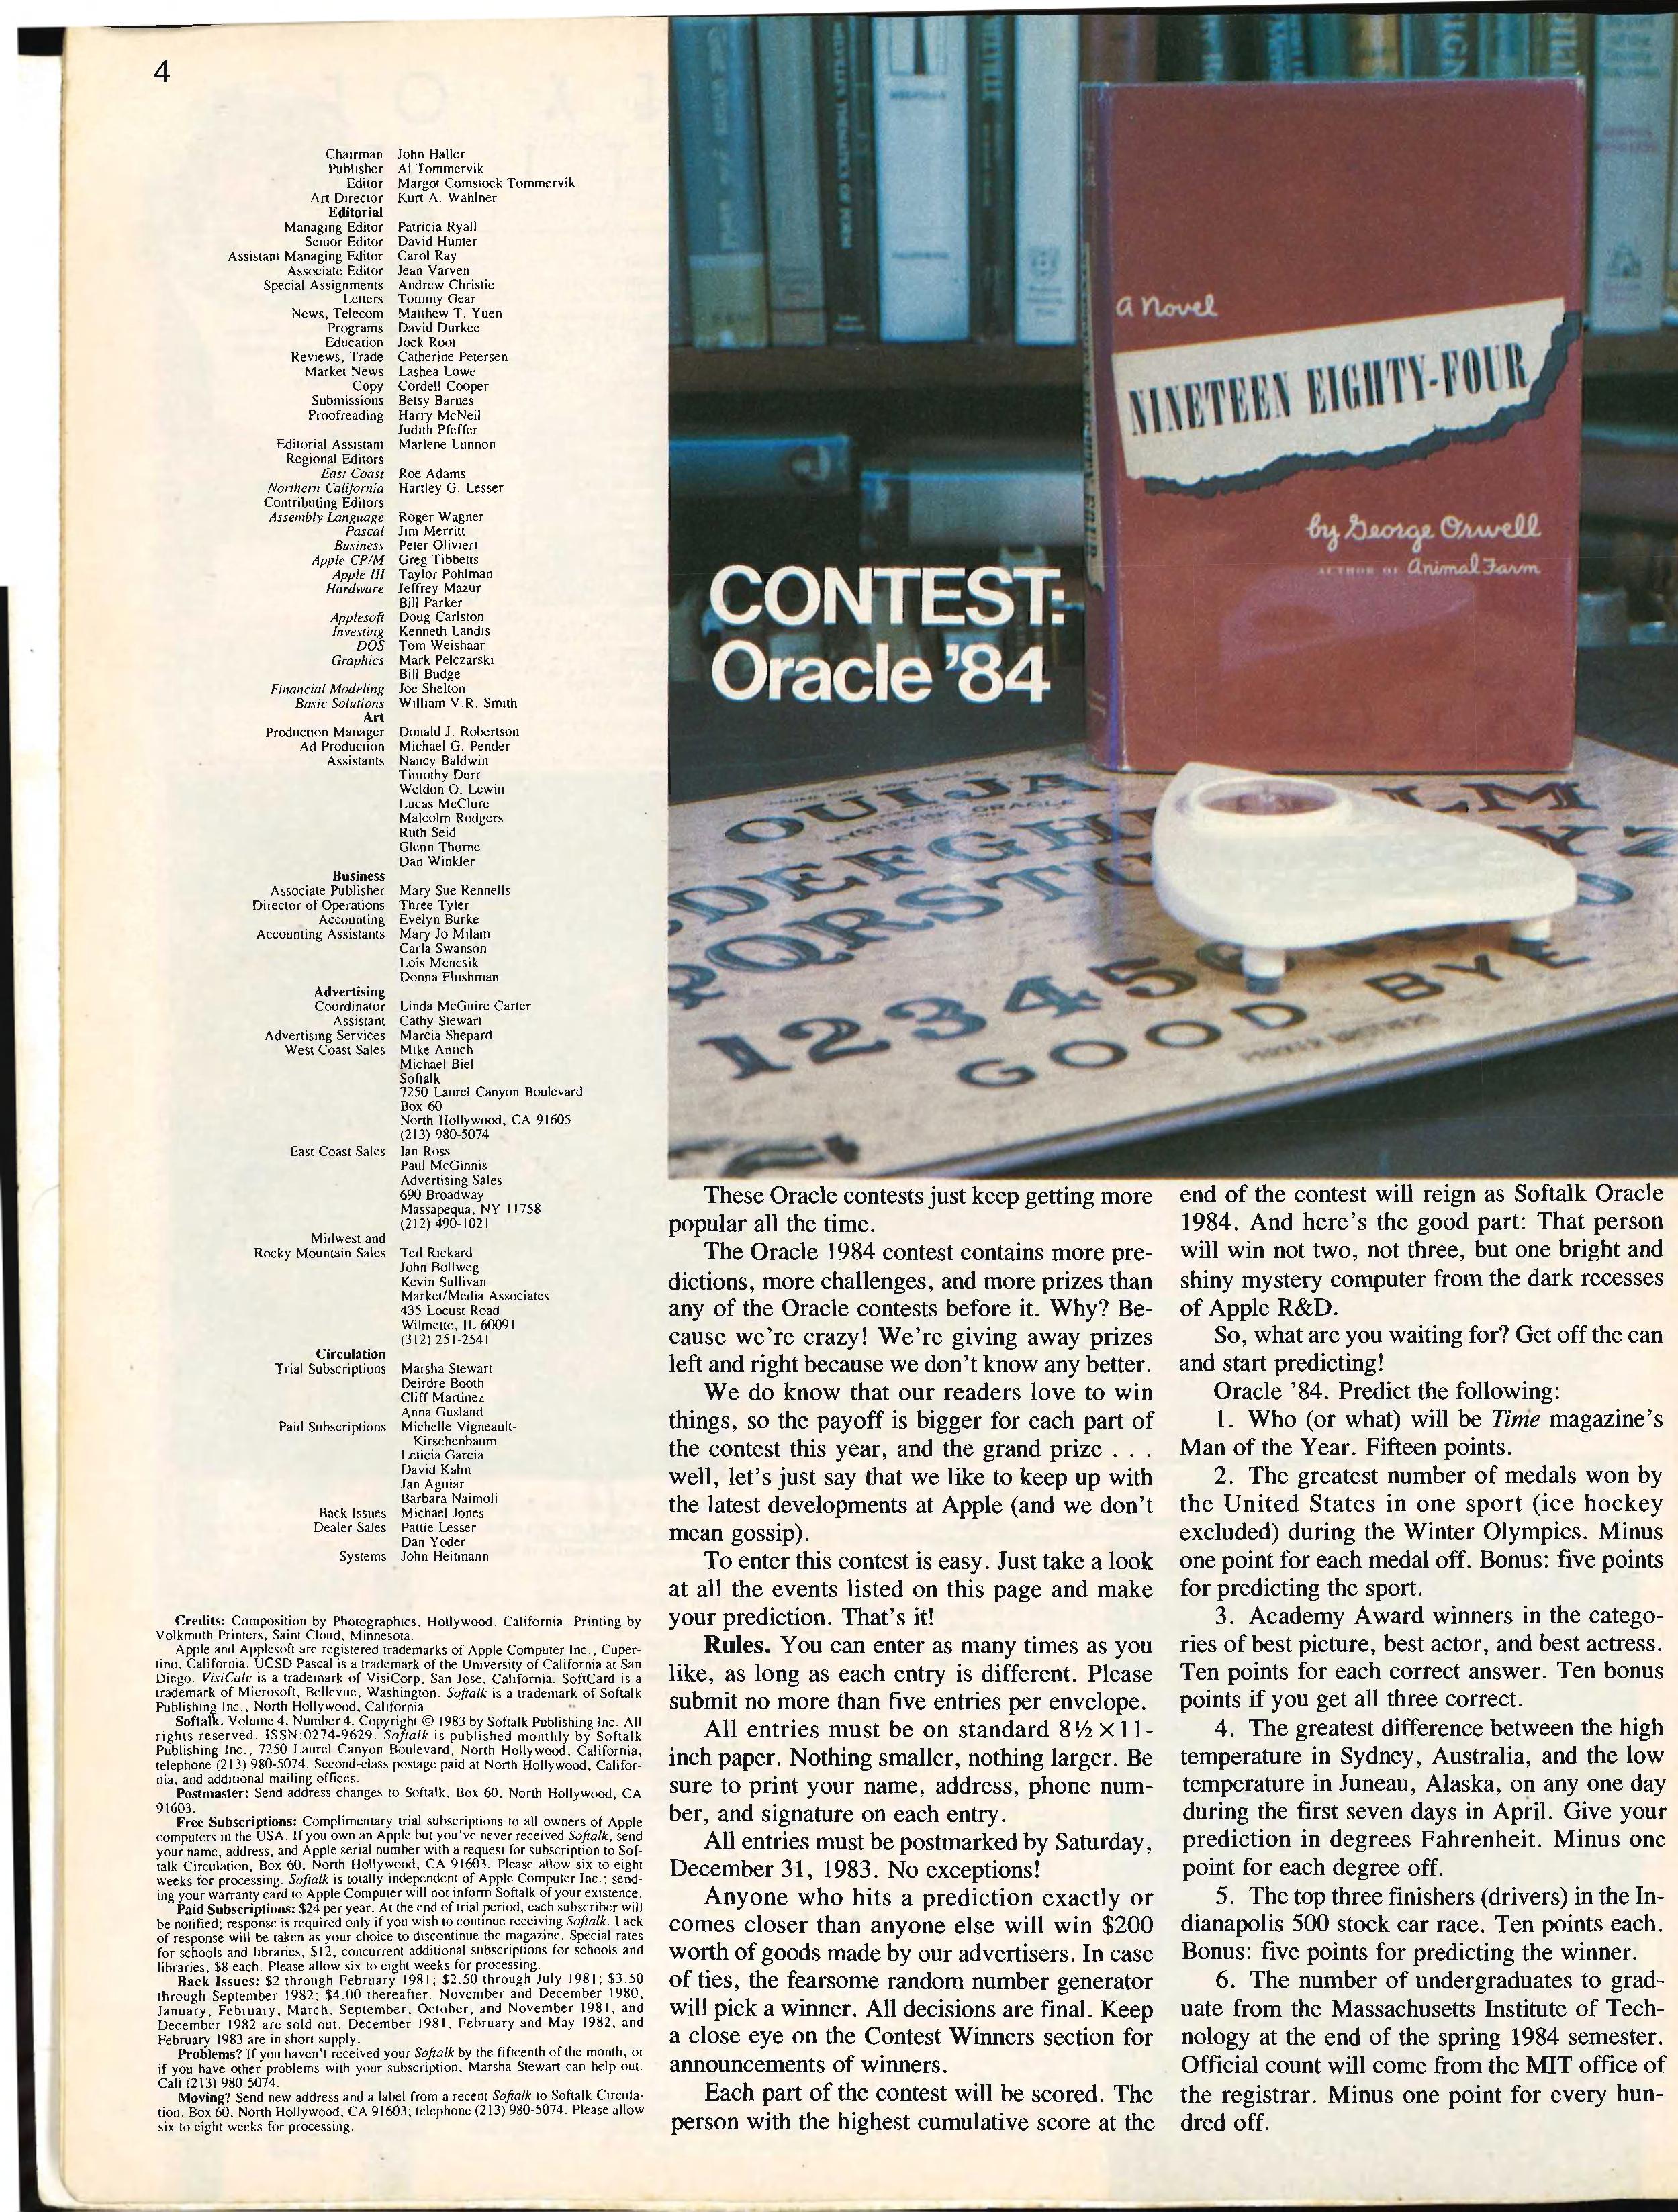 4
Chairman John Haller
Publisher Al Tommervik
Editor Margot Comstock Tommervik
Art Director Kurt A. Wahlner
Editorial
Managing Editor Patricia Ryall
Senior Editor David Hunter
Assistant Managing Editor Carol Ray
Associate Editor Jean Varven
Special Assignments Andrew Christie
Letters Tommy Gear
News, Telecom Matthew T. Yuen
Programs David Durkee
Education Jock Root
Reviews, Trade Catherine Petersen
Market News Lashea Lowe
Copy Cordell Cooper
Submissions Betsy Barnes
Proofreading Harry McNeil
Judith Pfeffer
Editorial Assistant Marlene Lunnon
Regional Editors
East Coast Roe Adams
Northern California Hartley G. Lesser
Contributing Editors
Assembly Language Roger Wagner
Pascal Jim Merritt
Business Peter Olivieri
Apple CP/M Greg Tibbetts
Apple III Taylor Pohlman
Hardware Jeffrey Mazur
Bill Parker
Applesoft Doug Carlston
Investing Kenneth Landis
DOS Tom Weishaar
Graphics Mark Pelczarski
Bill Budge
Financial Modeling Joe Shelton
Basic Solutions William V.R. Smith
Art
Production Manager Donald J. Robertson
Ad Production Michael G. Pender
Assistants Nancy Baldwin
Timothy Durr
Weldon O. Lewin
Lucas McClure
Malcolm Rodgers
Ruth Seid
Glenn Thorne
Dan Winkler
Business
Associate Publisher Mary Sue Rennells
Director of Operations Three Tyler
Accounting Evelyn Burke
Accounting Assistants Mary Jo Milam
Carla Swanson
Lois Mencsik
Donna Flushman
Advertising
Coordinator Linda McGuire Carter
Assistant Cathy Stewart
Advertising Services Marcia Shepard
West Coast Sales Mike Antich
Michael Biel
Softalk
7250 Laurel Canyon Boulevard
Box 60
North Hollywood, CA 91605
(213) 980-5074
East Coast Sales Ian Ross
Paul McGinnis
Advertising Sales
690 Broadway
Massapequa, NY 11758
(212) 490-1021
Midwest and
Rocky Mountain Sales Ted Rickard
John Bollweg
Kevin Sullivan
Market/Media Associates
435 Locust Road
Wilmette, IL 60091
(312) 251-2541
Circulation
Trial Subscriptions Marsha Stewart
Deirdre Booth
Cliff Martinez
Anna Gusland
Paid Subscriptions Michelle Vigneault-
Kirschenbaum
Leticia Garcia
David Kahn
Jan Aguiar
Barbara Naimoli
Back Issues Michael Jones
Dealer Sales Pattie Lesser
Dan Yoder
Systems John Heitmann
Credits: Composition by Photographics, Hollywood, California. Printing by
Volkmuth Printers, Saint Cloud, Minnesota.
Apple and Applesoft are registered trademarks of Apple Computer Inc., Cuper-
tino, California. UCSD Pascal is a trademark of the University of California at San
Diego. VisiCalc is a trademark of VisiCorp, San Jose, California. SoftCard is a
trademark of Microsoft, Bellevue, Washington. Softalk is a trademark of Softalk
Publishing Inc., North Hollywood, California.
Softalk. Volume 4, Number 4. Copyright © 1983 by Softalk Publishing Inc. All
rights reserved. ISSN:0274-9629. Softalk is published monthly by Softalk
Publishing Inc., 7250 Laurel Canyon Boulevard, North Hollywood, California;
telephone (213) 980-5074. Second-class postage paid at North Hollywood, Califor-
nia, and additional mailing offices.
Postmaster: Send address changes to Softalk, Box 60, North Hollywood, CA
91603.
Free Subscriptions: Complimentary trial subscriptions to all owners of Apple
computers in the USA. If you own an Apple but you've never received Softalk, send
your name, address, and Apple serial number with a request for subscription to Sof-
talk Circulation, Box 60, North Hollywood, CA 91603. Please allow six to eight
weeks for processing. Softalk is totally independent of Apple Computer Inc.; send-
ing your warranty card to Apple Computer will not inform Softalk of your existence.
Paid Subscriptions: $24 per year. At the end of trial period, each subscriber will
be notified; response is required only if you wish to continue receiving Softalk. Lack
of response will be taken as your choice to discontinue the magazine. Special rates
for schools and libraries, $12; concurrent additional subscriptions for schools and
libraries, $8 each. Please allow six to eight weeks for processing.
Back Issues: $2 through February 1981; $2.50 through July 1981; $3.50
through September 1982; $4.00 thereafter. November and December 1980,
January, February, March, September, October, and November 1981, and
December 1982 are sold out. December 1981, February and May 1982, and
February 1983 are in short supply.
Problems? If you haven't received your Softalk by the fifteenth of the month, or
if you have other problems with your subscription, Marsha Stewart can help out.
Call (213) 980-5074.
Moving? Send new address and a label from a recent Softalk to Softalk Circula-
tion, Box 60, North Hollywood, CA 91603; telephone (213) 980-5074. Please allow
six to eight weeks for processing.
a Novel
NINETEEN EIGHTY-FOUR
by George Orwell
AUTHOR OF Animal Farm
CONTEST:
Oracle '84
OUIJA
ORACLE
DEFGH LM
QRST YZ
12345
GOOD BYE
PARKER BROTHERS
These Oracle contests just keep getting more
popular all the time.
The Oracle 1984 contest contains more pre-
dictions, more challenges, and more prizes than
any of the Oracle contests before it. Why? Be-
cause we're crazy! We're giving away prizes
left and right because we don't know any better.
We do know that our readers love to win
things, so the payoff is bigger for each part of
the contest this year, and the grand prize . . .
well, let's just say that we like to keep up with
the latest developments at Apple (and we don't
mean gossip).
To enter this contest is easy. Just take a look
at all the events listed on this page and make
your prediction. That's it!
Rules. You can enter as many times as you
like, as long as each entry is different. Please
submit no more than five entries per envelope.
All entries must be on standard 8½×11-
inch paper. Nothing smaller, nothing larger. Be
sure to print your name, address, phone num-
ber, and signature on each entry.
All entries must be postmarked by Saturday,
December 31, 1983. No exceptions!
Anyone who hits a prediction exactly or
comes closer than anyone else will win $200
worth of goods made by our advertisers. In case
of ties, the fearsome random number generator
will pick a winner. All decisions are final. Keep
a close eye on the Contest Winners section for
announcements of winners.
Each part of the contest will be scored. The
person with the highest cumulative score at the
end of the contest will reign as Softalk Oracle
1984. And here's the good part: That person
will win not two, not three, but one bright and
shiny mystery computer from the dark recesses
of Apple R&D.
So, what are you waiting for? Get off the can
and start predicting!
Oracle '84. Predict the following:
1. Who (or what) will be Time magazine's
Man of the Year. Fifteen points.
2. The greatest number of medals won by
the United States in one sport (ice hockey
excluded) during the Winter Olympics. Minus
one point for each medal off. Bonus: five points
for predicting the sport.
3. Academy Award winners in the catego-
ries of best picture, best actor, and best actress.
Ten points for each correct answer. Ten bonus
points if you get all three correct.
4. The greatest difference between the high
temperature in Sydney, Australia, and the low
temperature in Juneau, Alaska, on any one day
during the first seven days in April. Give your
prediction in degrees Fahrenheit. Minus one
point for each degree off.
5. The top three finishers (drivers) in the In-
dianapolis 500 stock car race. Ten points each.
Bonus: five points for predicting the winner.
6. The number of undergraduates to grad-
uate from the Massachusetts Institute of Tech-
nology at the end of the spring 1984 semester.
Official count will come from the MIT office of
the registrar. Minus one point for every hun-
dred off.